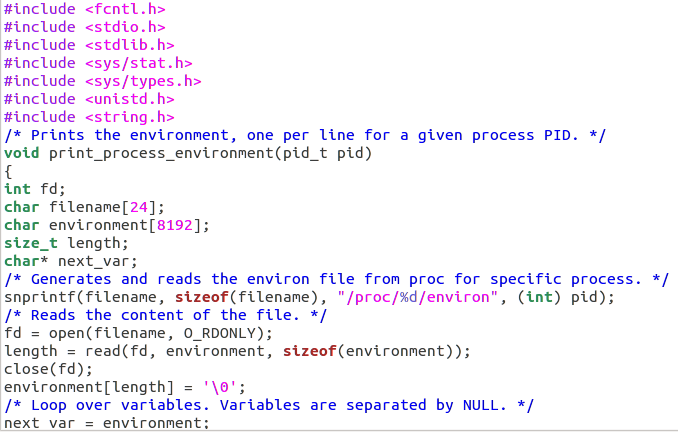 #include <fcntl.h>
#include <stdio.h>
#include <stdlib.h>
#include <sys/stat.h>
#include <sys/types.h>
#include <unistd.h>
#include <string.h>
/* Prints the environment, one per line for a given process PID. */
void print_process_environment(pid_t pid)
{
int fd;
char filename[24];
char environment[8192];
size_t length;
char* next_var;
/* Generates and reads the environ file from proc for specific process. */
snprintf(filename, sizeof(filename), "/proc/%d/environ", (int) pid);
/* Reads the content of the file. */
fd = open(filename, O_RDONLY);
length = read(fd, environment, sizeof(environment));
close(fd);
environment[length] = '\0';
/* Loop over variables. Variables are separated by NULL. */
next_var = environment;